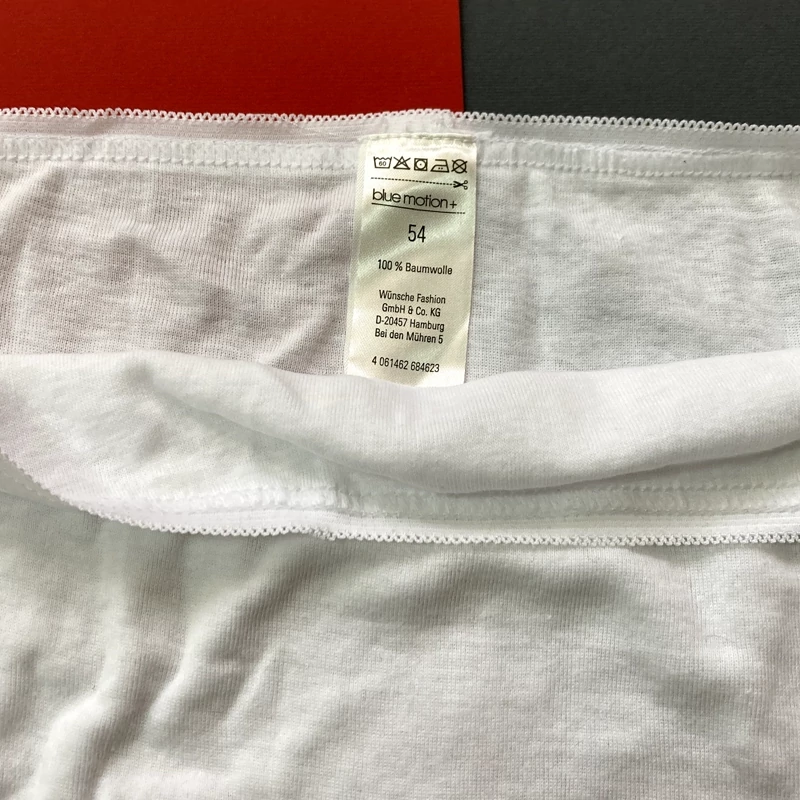 60
blue motion+
54
100 % Baumwolle
Wünsche Fashion
GmbH & Co. KG
D-20457 Hamburg
Bei den Mühren 5
4 061462 684623